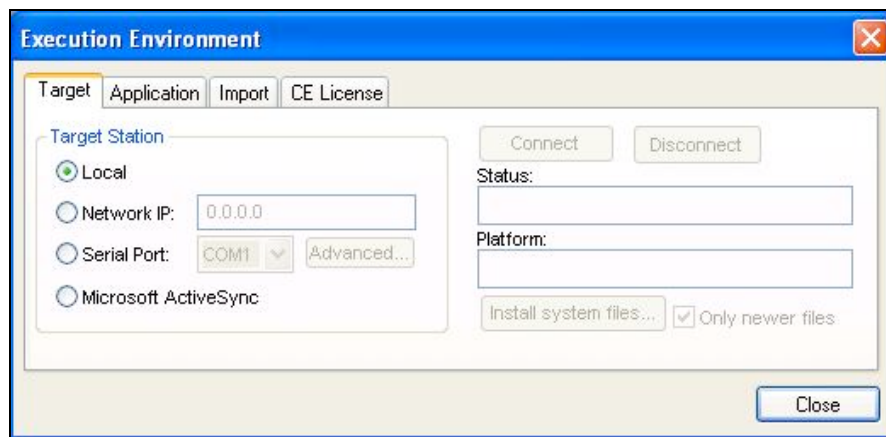 Execution Environment
Target Application Import CE License
Target Station
Local
Network IP: 0.0.0.0
Serial Port: COM1 Advanced...
Microsoft ActiveSync
Connect Disconnect
Status:
Platform:
Install system files... Only newer files
Close